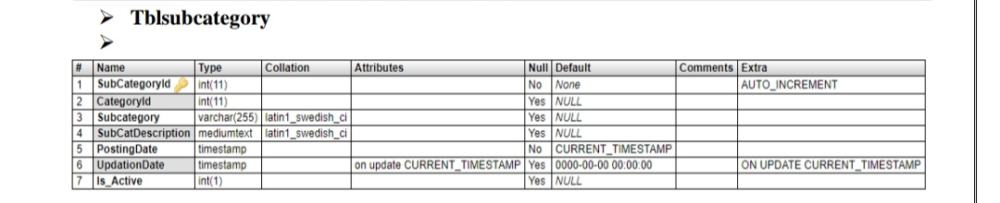 ➢ Tblsubcategory
➢
# Name Type Collation Attributes Null Default Comments Extra
1 SubCategoryId int(11) No None AUTO_INCREMENT
2 CategoryId int(11) Yes NULL
3 Subcategory varchar(255) latin1_swedish_ci Yes NULL
4 SubCatDescription mediumtext latin1_swedish_ci Yes NULL
5 PostingDate timestamp No CURRENT_TIMESTAMP
6 UpdationDate timestamp on update CURRENT_TIMESTAMP Yes 0000-00-00 00:00:00 ON UPDATE CURRENT_TIMESTAMP
7 Is_Active int(1) Yes NULL